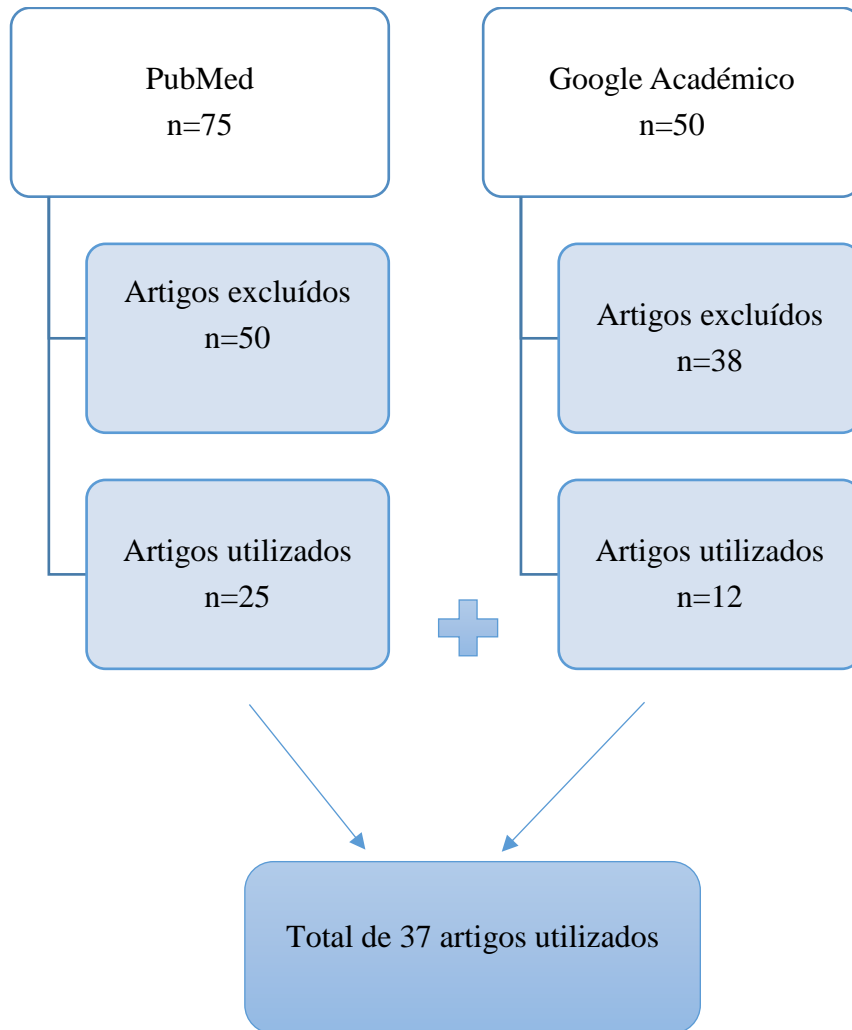 PubMed
n=75
Google Académico
n=50
Artigos excluídos
n=50
Artigos excluídos
n=38
Artigos utilizados
n=25
Artigos utilizados
n=12
Total de 37 artigos utilizados